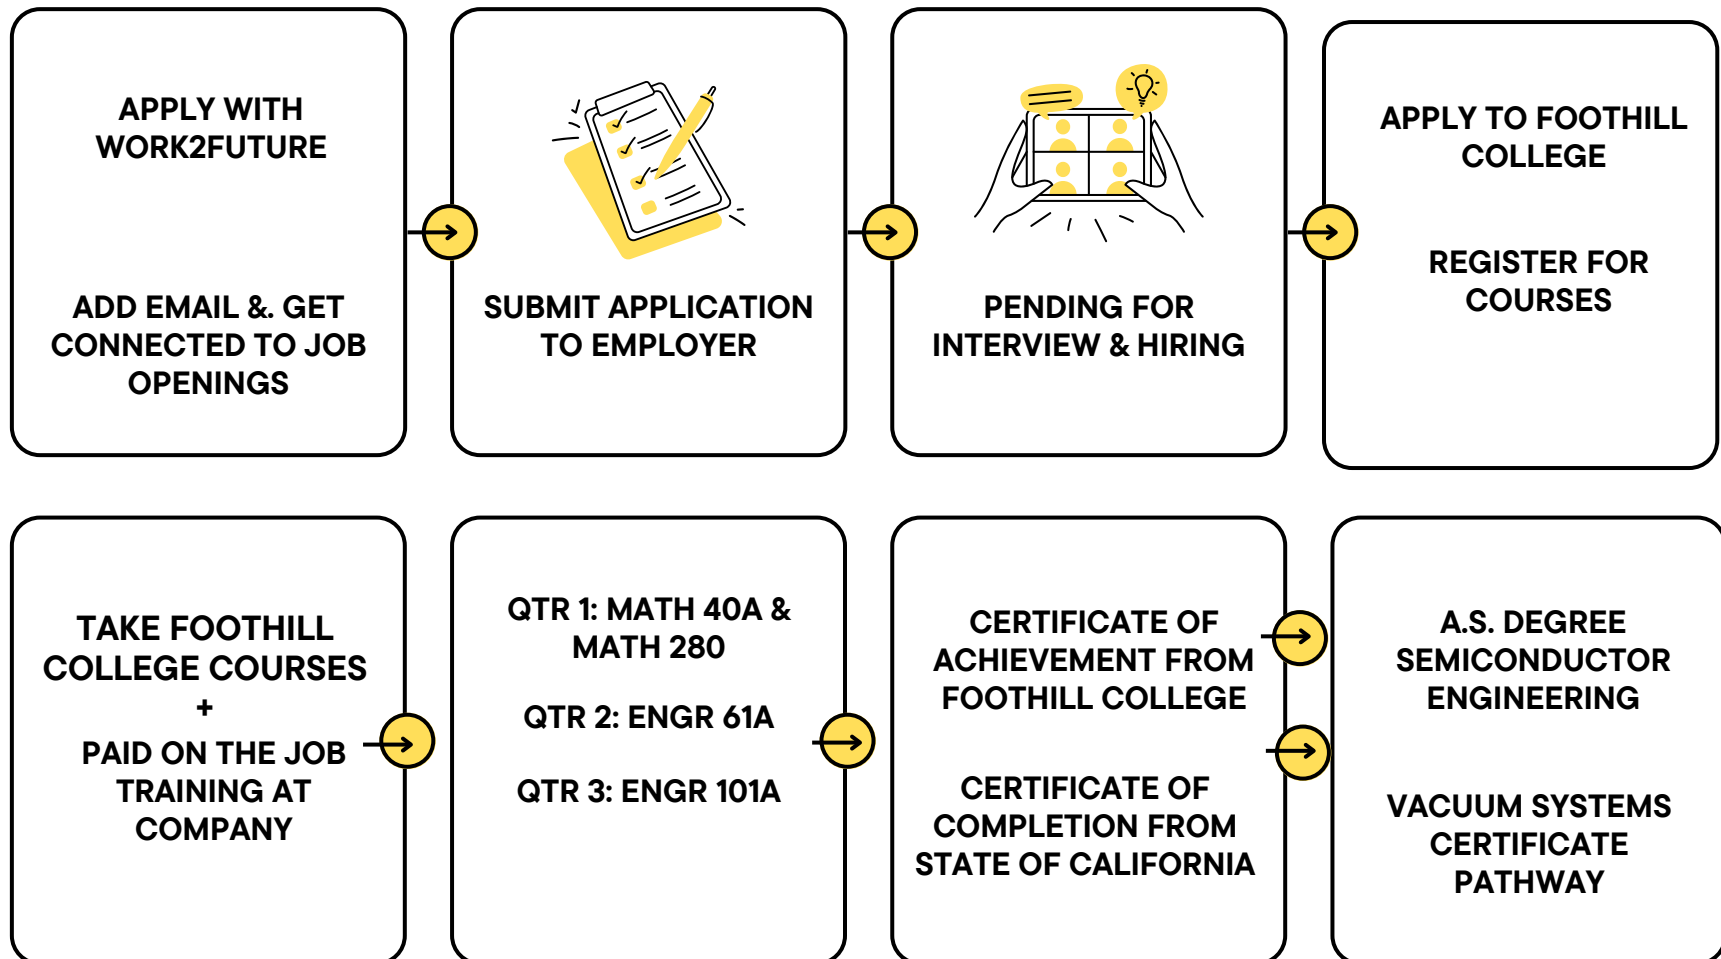 APPLY WITH
WORK2FUTURE
ADD EMAIL &. GET
CONNECTED TO JOB
OPENINGS
SUBMIT APPLICATION
TO EMPLOYER
PENDING FOR
INTERVIEW & HIRING
APPLY TO FOOTHILL
COLLEGE
REGISTER FOR
COURSES
TAKE FOOTHILL
COLLEGE COURSES
+
PAID ON THE JOB
TRAINING AT
COMPANY
QTR 1: MATH 40A &
MATH 280
QTR 2: ENGR 61A
QTR 3: ENGR 101A
CERTIFICATE OF
ACHIEVEMENT FROM
FOOTHILL COLLEGE
CERTIFICATE OF
COMPLETION FROM
STATE OF CALIFORNIA
A.S. DEGREE
SEMICONDUCTOR
ENGINEERING
VACUUM SYSTEMS
CERTIFICATE
PATHWAY